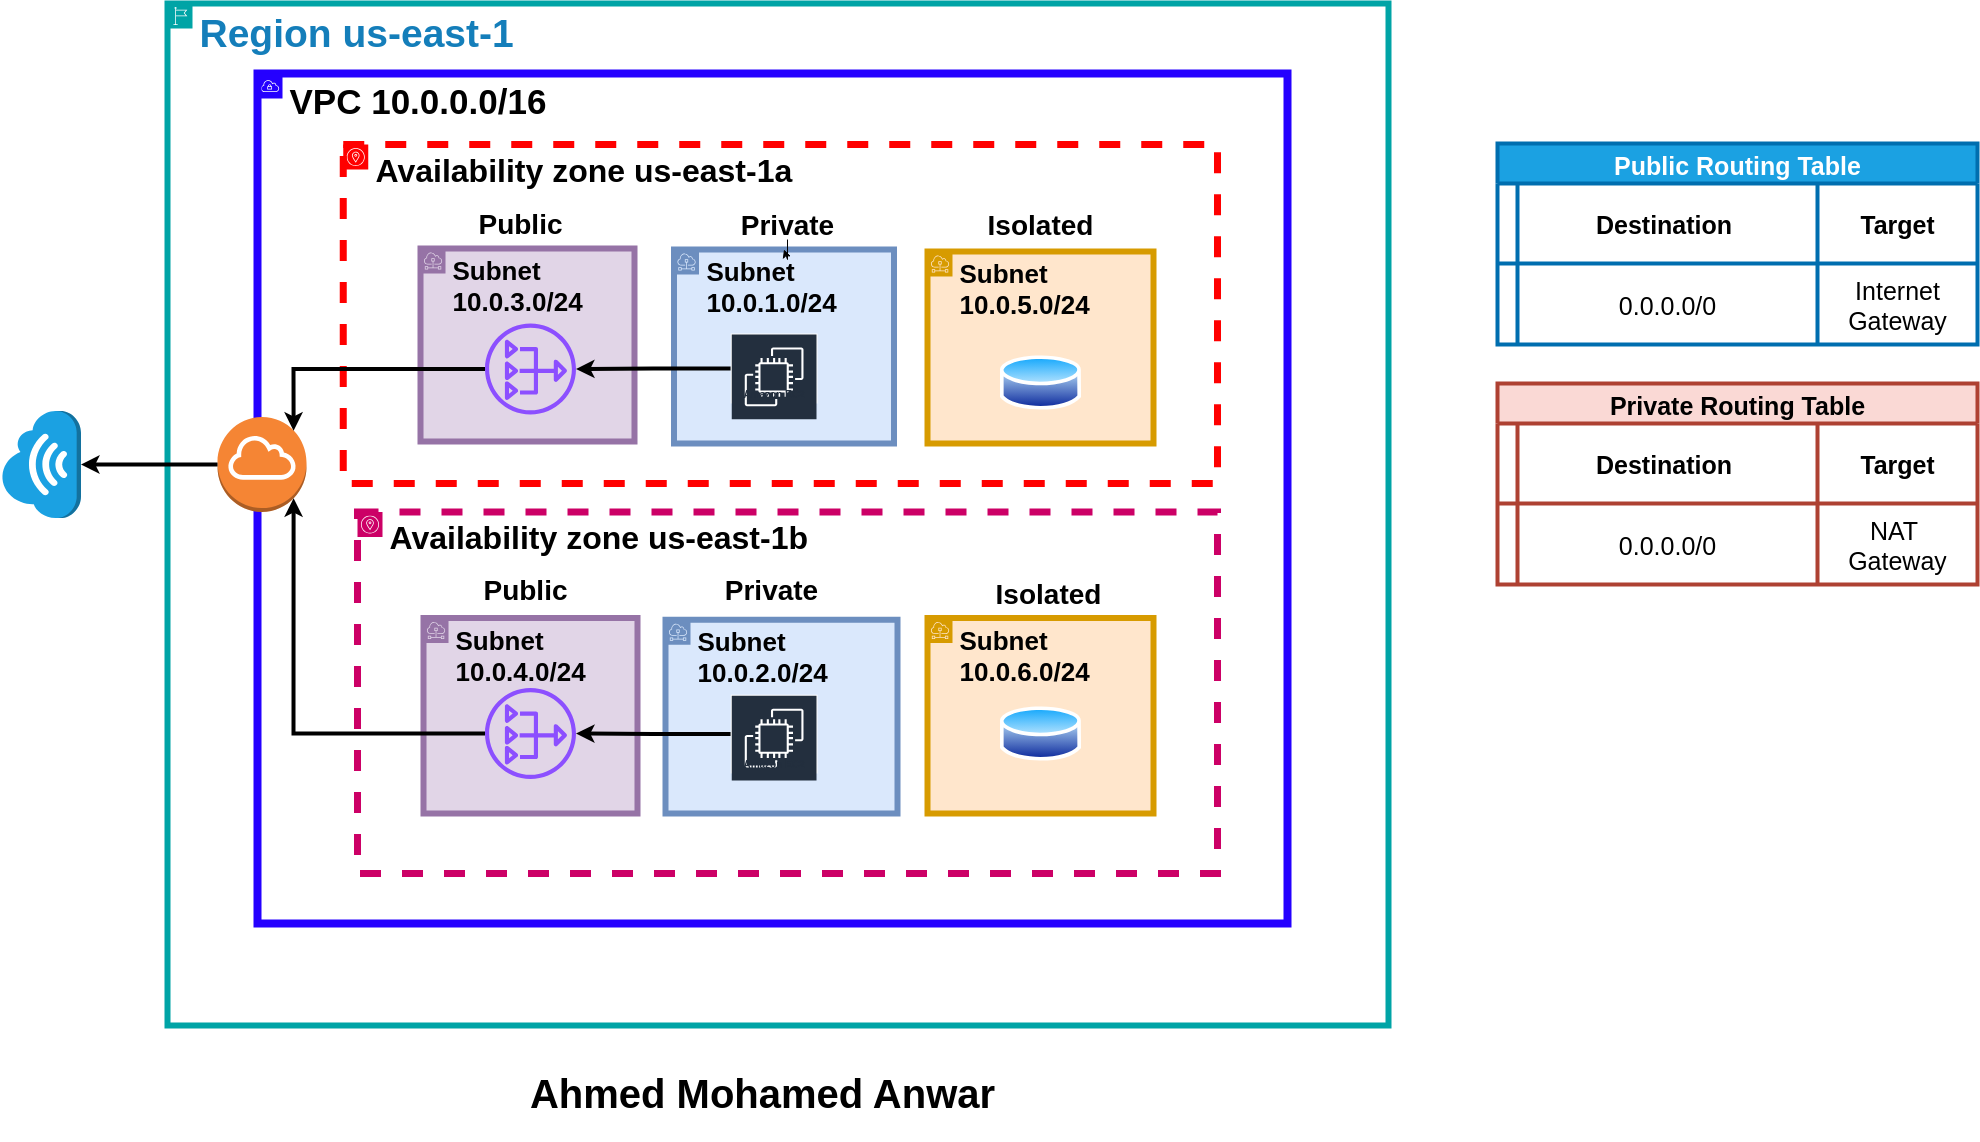 Region us-east-1
VPC 10.0.0.0/16
Availability zone us-east-1a
Public
Private
Isolated
Subnet
10.0.3.0/24
Subnet
10.0.1.0/24
Subnet
10.0.5.0/24
Availability zone us-east-1b
Public
Private
Isolated
Subnet
10.0.4.0/24
Subnet
10.0.2.0/24
Subnet
10.0.6.0/24
Public Routing Table
Destination
Target
0.0.0.0/0
Internet
Gateway
Private Routing Table
Destination
Target
0.0.0.0/0
NAT
Gateway
Ahmed Mohamed Anwar